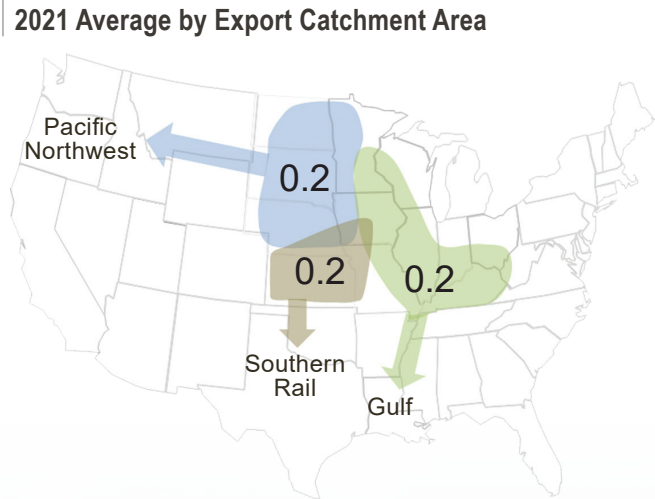 2021 Average by Export Catchment Area
Pacific
Northwest
0.2
0.2
0.2
Southern
Rail
Gulf